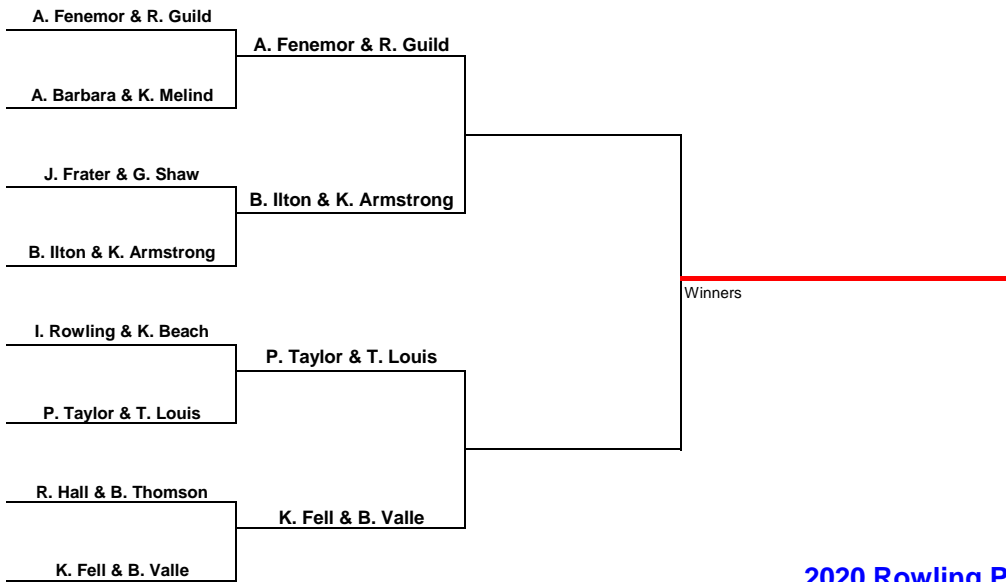 A. Fenemor & R. Guild
A. Fenemor & R. Guild
A. Barbara & K. Melind
J. Frater & G. Shaw
B. Ilton & K. Armstrong
B. Ilton & K. Armstrong
Winners
I. Rowling & K. Beach
P. Taylor & T. Louis
P. Taylor & T. Louis
R. Hall & B. Thomson
K. Fell & B. Valle
K. Fell & B. Valle
2020 Rowling P